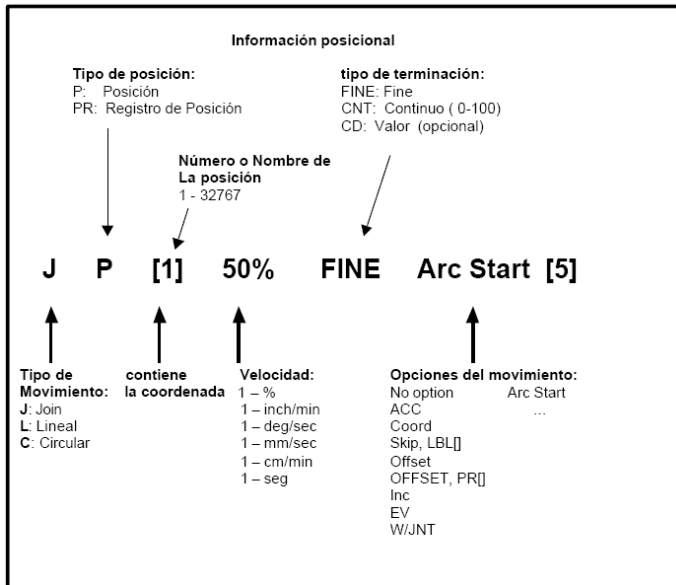 Información posicional
Tipo de posición:
P: Posición
PR: Registro de Posición
tipo de terminación:
FINE: Fine
CNT: Continuo ( 0-100)
CD: Valor (opcional)
Número o Nombre de
La posición
1 - 32767
J P [1] 50% FINE Arc Start [5]
Tipo de
Movimiento:
J: Join
L: Lineal
C: Circular
contiene
la coordenada
Velocidad:
1 – %
1 – inch/min
1 – deg/sec
1 – mm/sec
1 – cm/min
1 – seg
Opciones del movimiento:
No option Arc Start
ACC ...
Coord
Skip, LBL[]
Offset
OFFSET, PR[]
Inc
EV
W/JNT